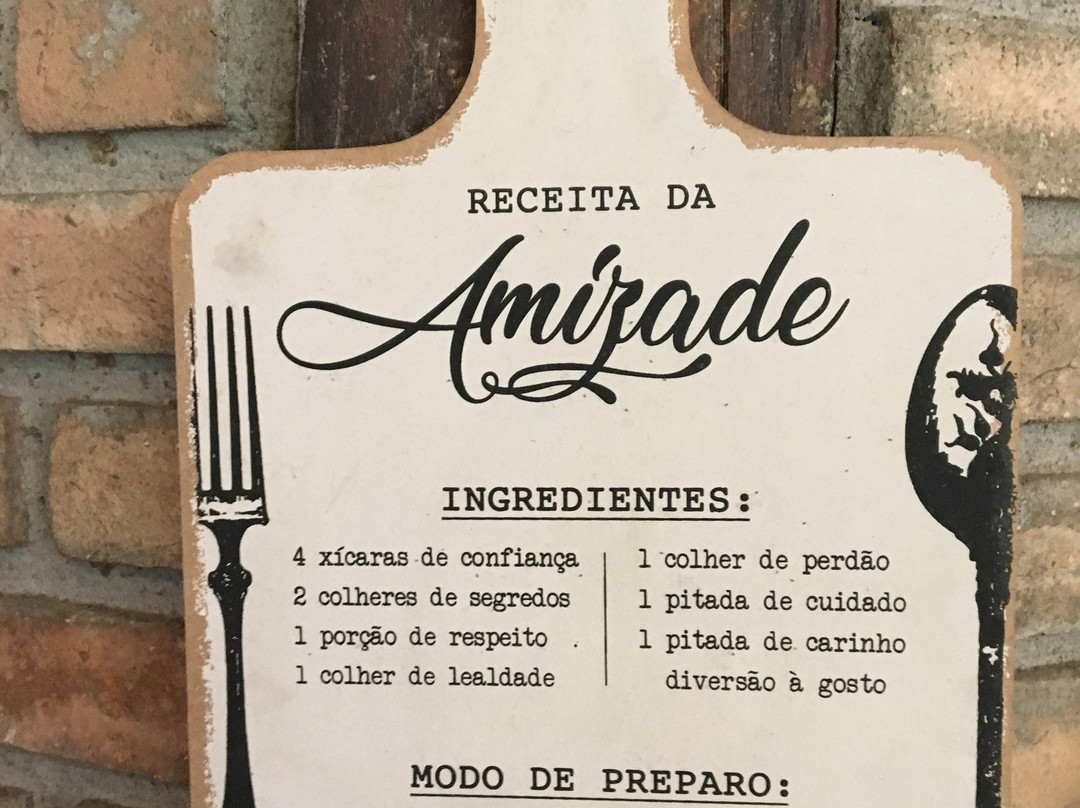 RECEITA DA
Amizade
INGREDIENTES:
4 xícaras de confiança
2 colheres de segredos
1 porção de respeito
1 colher de lealdade
1 colher de perdão
1 pitada de cuidado
1 pitada de carinho
diversão à gosto
MODO DE PREPARO: